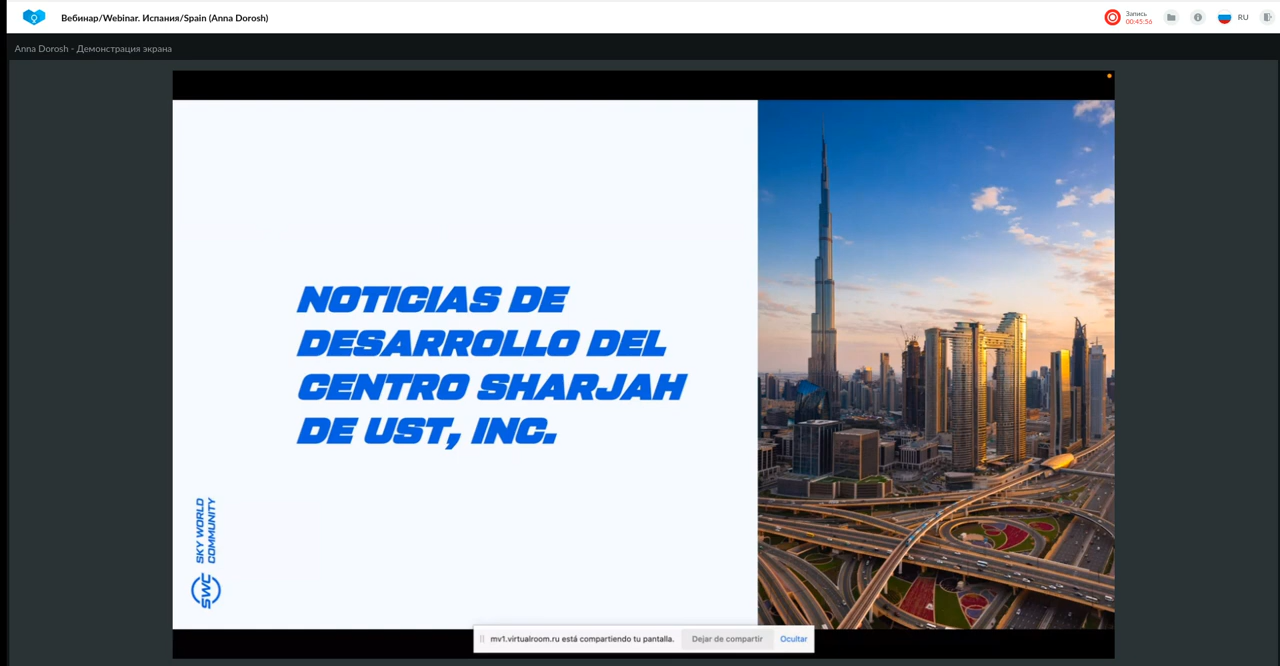 Вебинар/Webinar. Испания/Spain (Anna Dorosh)
Запись
00:45:56
RU
Anna Dorosh - Демонстрация экрана
NOTICIAS DE
DESARROLLO DEL
CENTRO SHARJAH
DE UST, INC.
SKY WORLD
COMMUNITY
SWC
mv1.virtualroom.ru está compartiendo tu pantalla.
Dejar de compartir
Ocultar